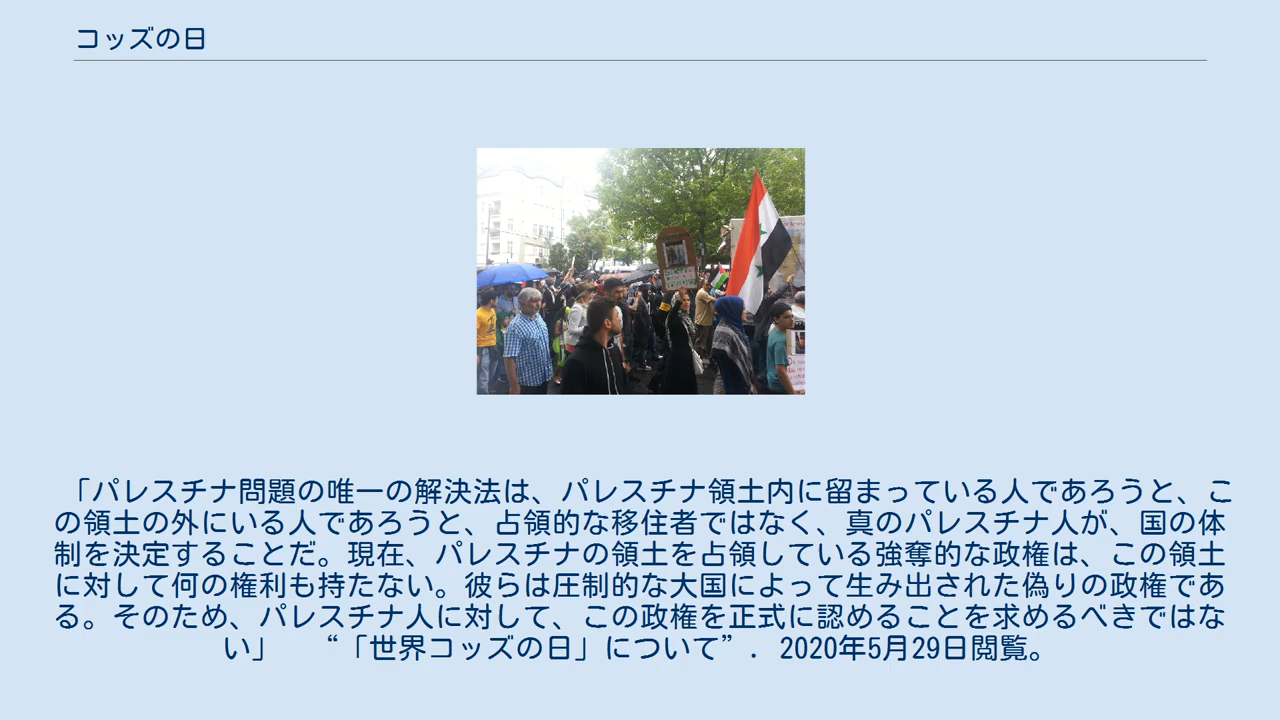 コッズの日
「パレスチナ問題の唯一の解決法は、パレスチナ領土内に留まっている人であろうと、こ
の領土の外にいる人であろうと、占領的な移住者ではなく、真のパレスチナ人が、国の体
制を決定することだ。現在、パレスチナの領土を占領している強奪的な政権は、この領土
に対して何の権利も持たない。彼らは圧制的な大国によって生み出された偽りの政権であ
る。そのため、パレスチナ人に対して、この政権を正式に認めることを求めるべきではな
い」　“「世界コッズの日」について”. 2020年5月29日閲覧。